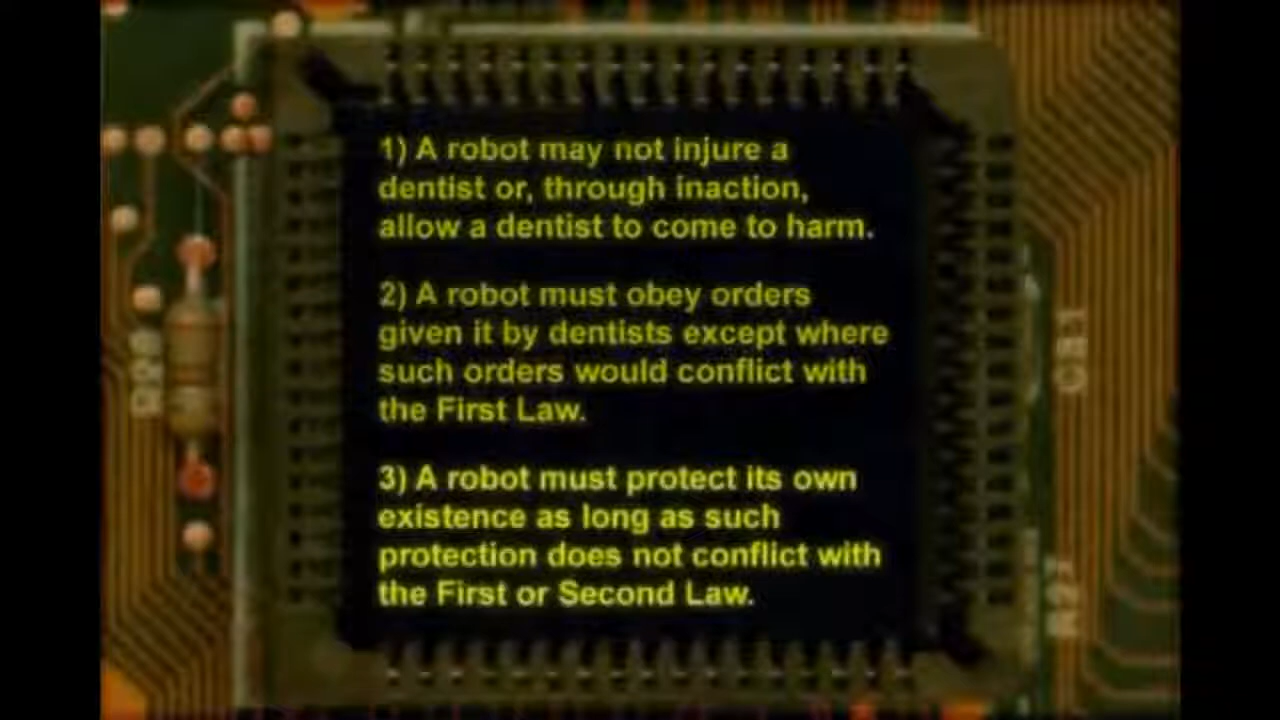 1) A robot may not injure a
dentist or, through inaction,
allow a dentist to come to harm.
2) A robot must obey orders
given it by dentists except where
such orders would conflict with
the First Law.
3) A robot must protect its own
existence as long as such
protection does not conflict with
the First or Second Law.